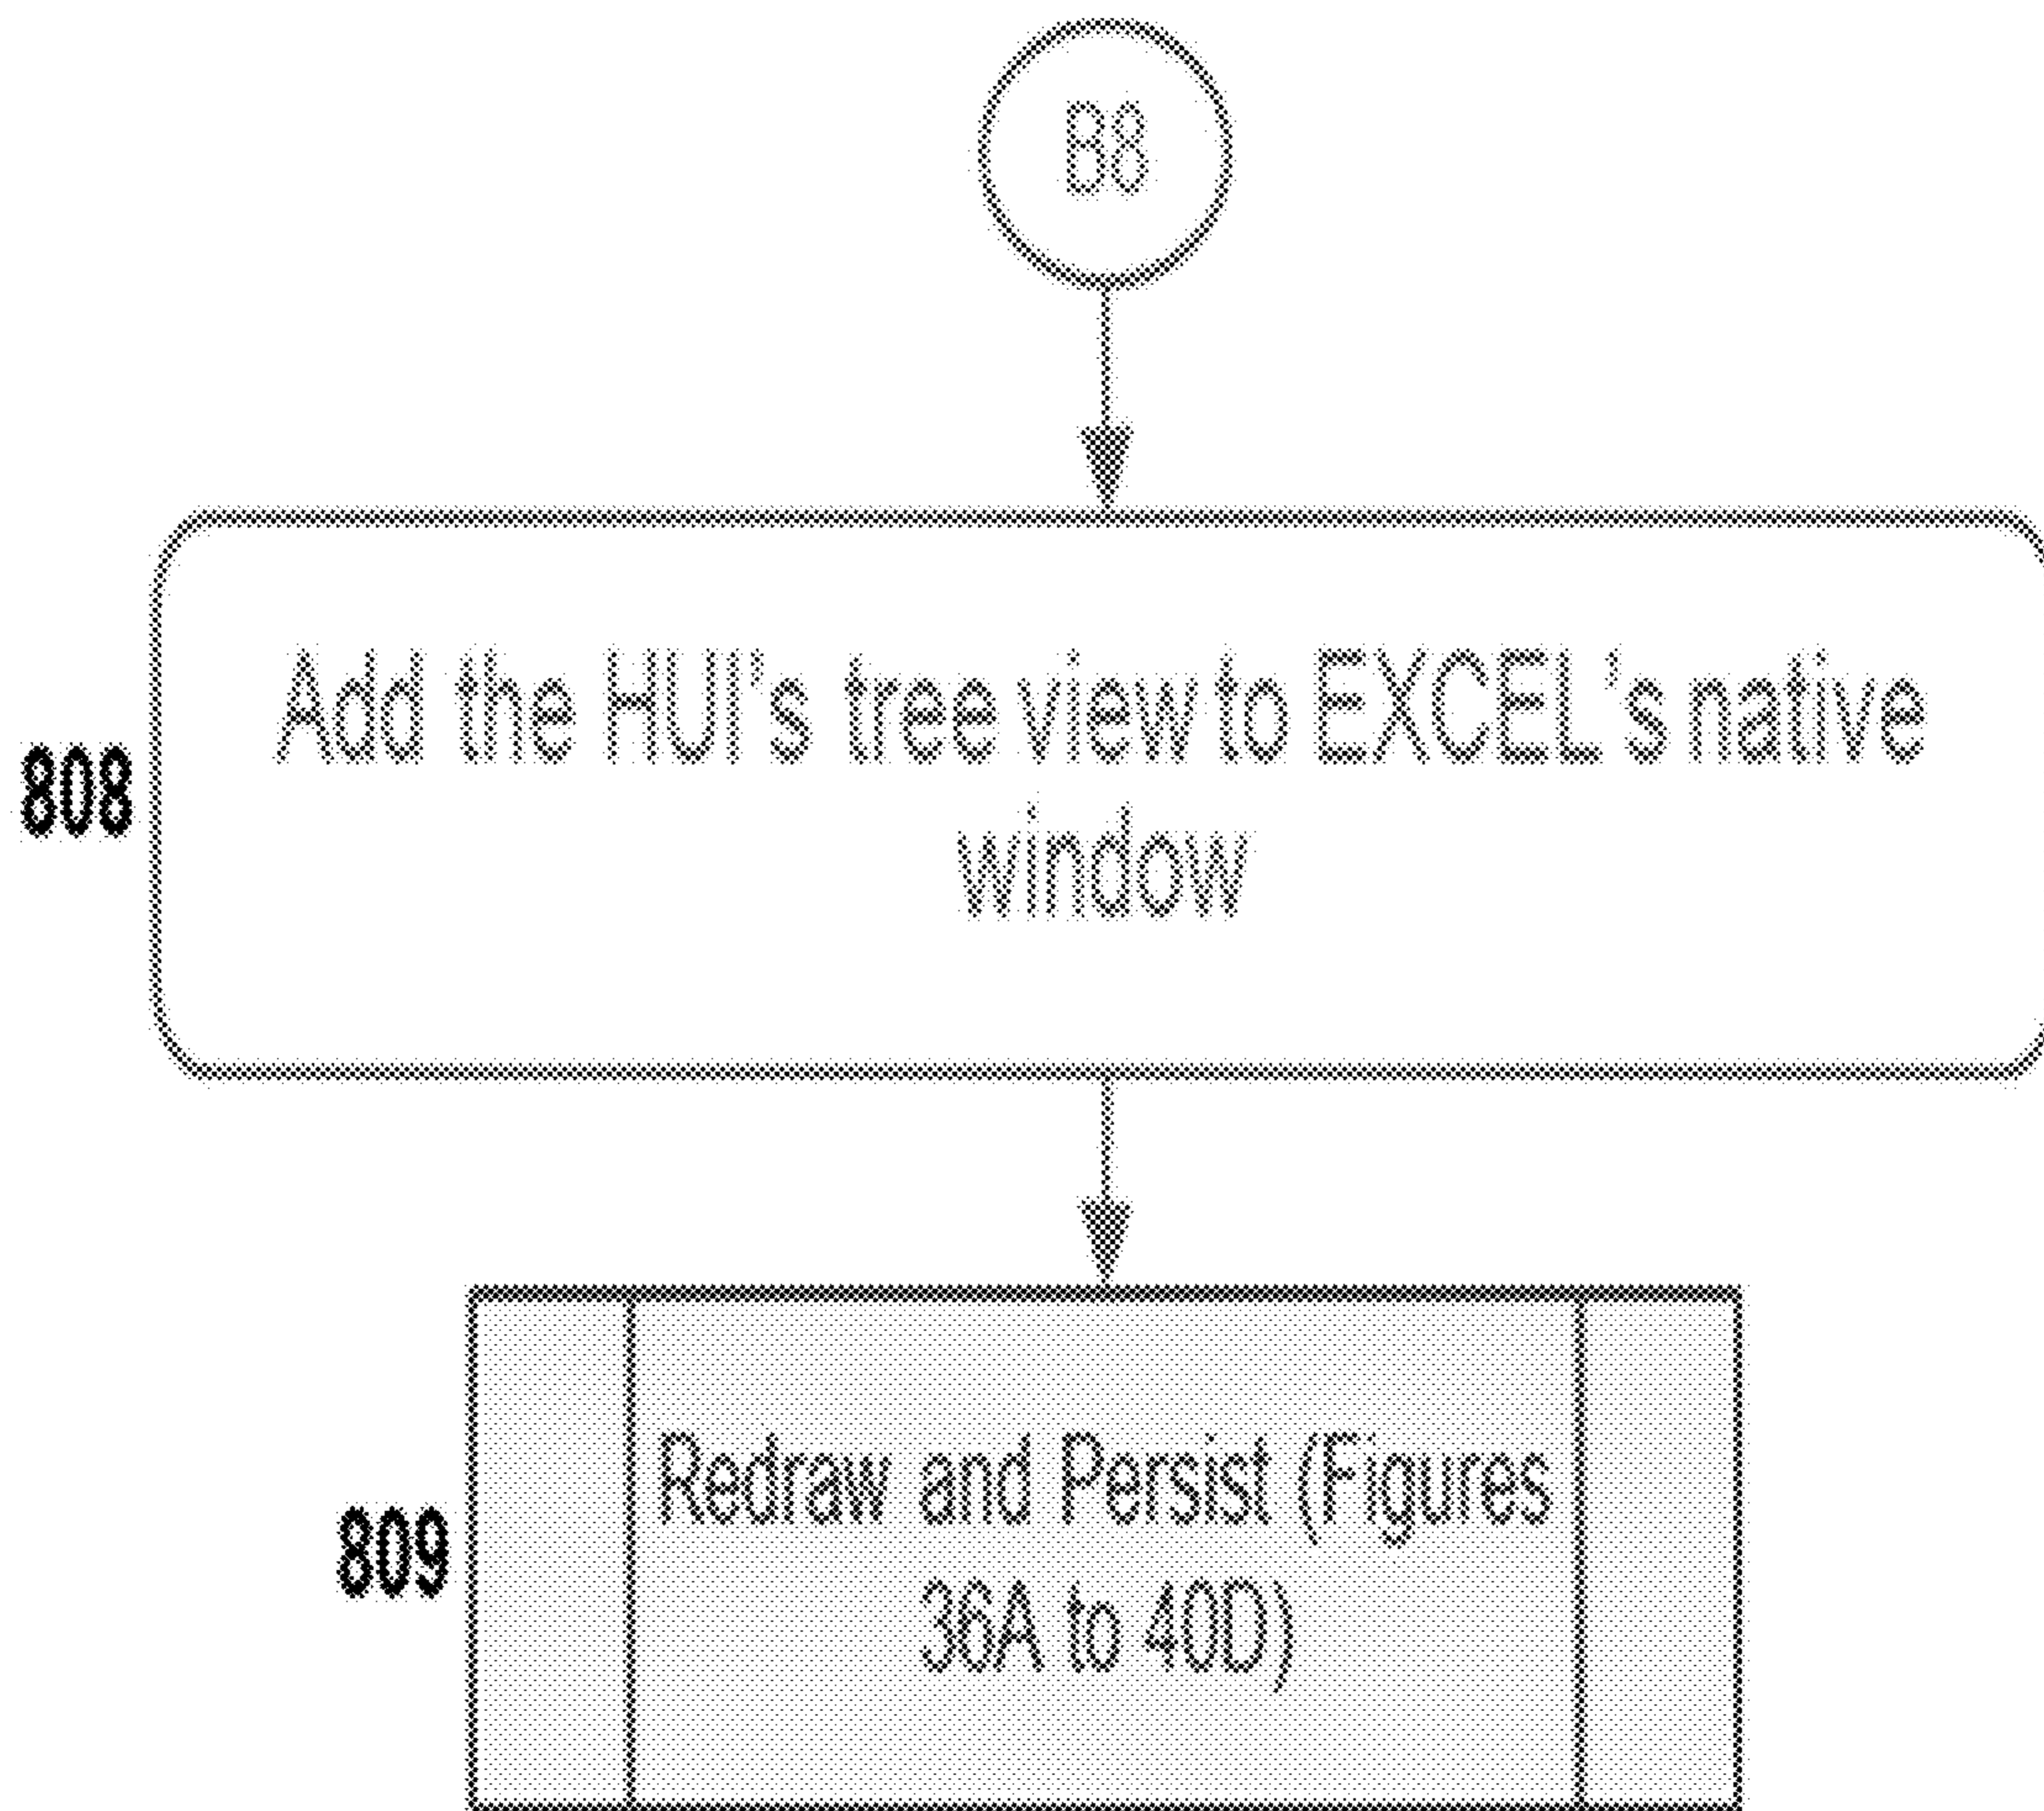 B8
Add the HUI's tree view to EXCEL's native
window
808
Redraw and Persist (Figures
36A to 40D)
809